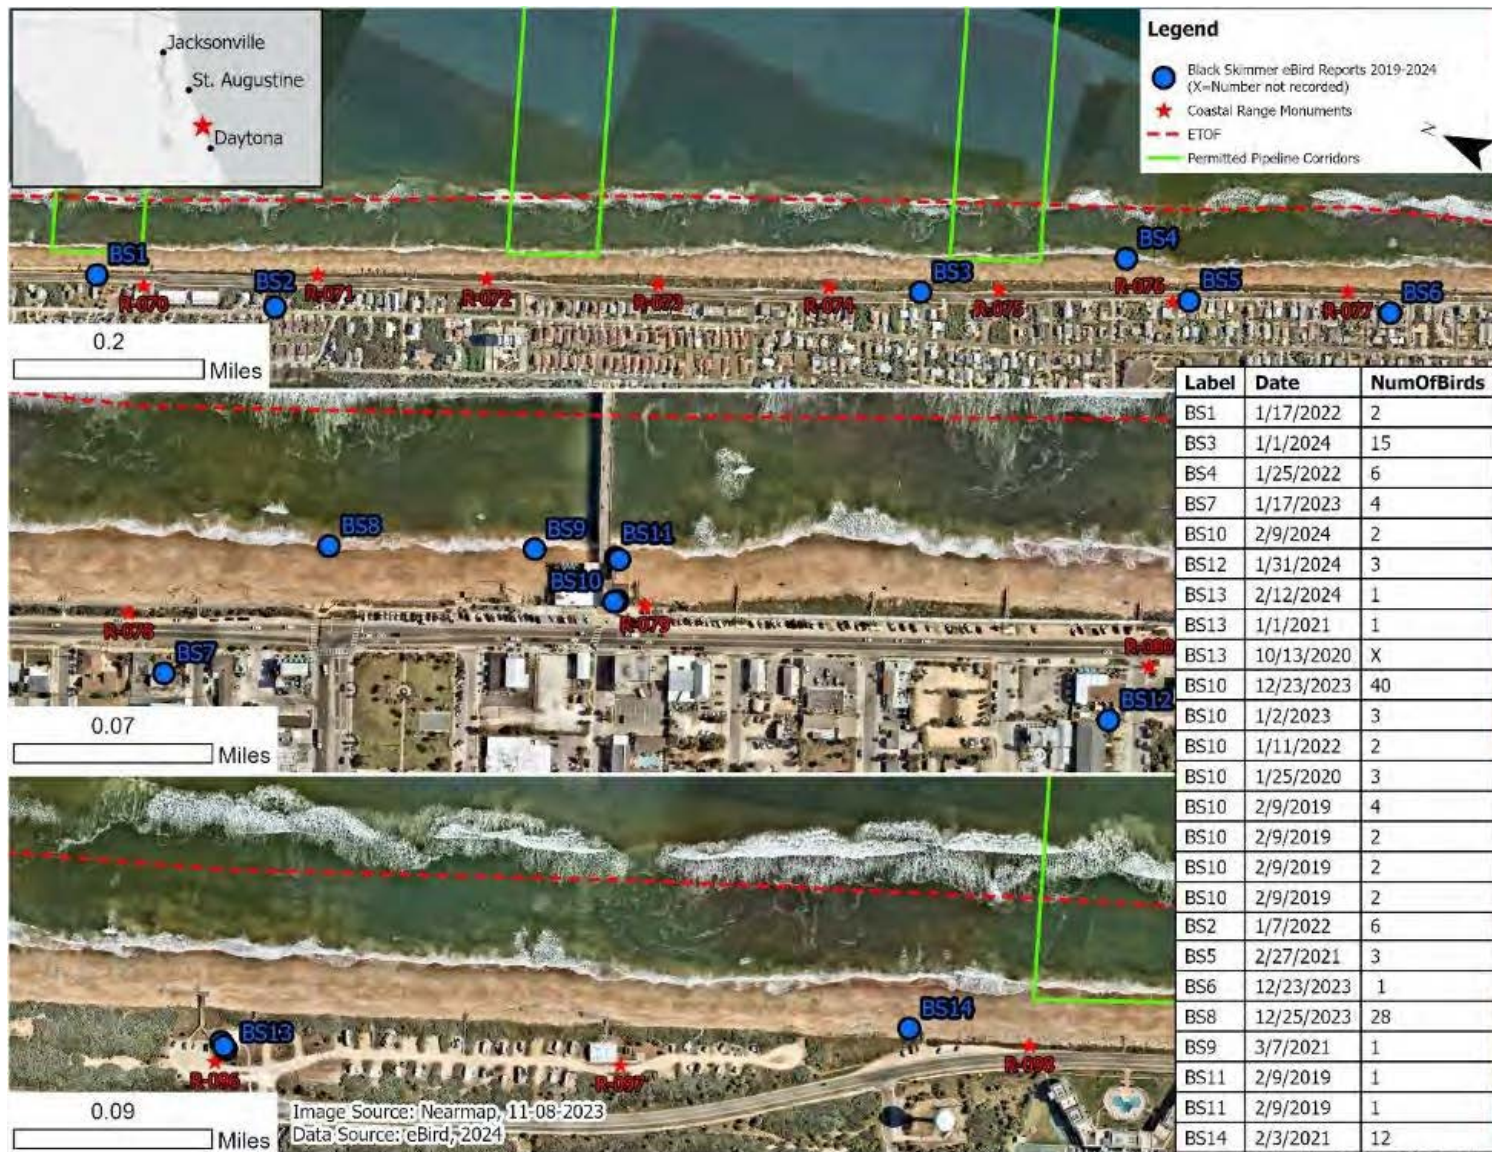 Jacksonville
St. Augustine
Daytona
Legend
Black Skimmer eBird Reports 2019-2024
(X=Number not recorded)
Coastal Range Monuments
ETOF
Permitted Pipeline Corridors
N
BS1
BS2
BS3
BS4
BS5
BS6
R-070
R-071
R-072
R-073
R-074
R-075
R-076
R-077
0.2
Miles
BS8
BS9
BS11
BS10
R-078
R-079
R-080
BS7
BS12
0.07
Miles
BS13
BS14
R-096
R-097
R-098
0.09
Miles
Image Source: Nearmap, 11-08-2023
Data Source: eBird, 2024
Label Date NumOfBirds
BS1 1/17/2022 2
BS3 1/1/2024 15
BS4 1/25/2022 6
BS7 1/17/2023 4
BS10 2/9/2024 2
BS12 1/31/2024 3
BS13 2/12/2024 1
BS13 1/1/2021 1
BS13 10/13/2020 X
BS10 12/23/2023 40
BS10 1/2/2023 3
BS10 1/11/2022 2
BS10 1/25/2020 3
BS10 2/9/2019 4
BS10 2/9/2019 2
BS10 2/9/2019 2
BS10 2/9/2019 2
BS2 1/7/2022 6
BS5 2/27/2021 3
BS6 12/23/2023 1
BS8 12/25/2023 28
BS9 3/7/2021 1
BS11 2/9/2019 1
BS11 2/9/2019 1
BS14 2/3/2021 12